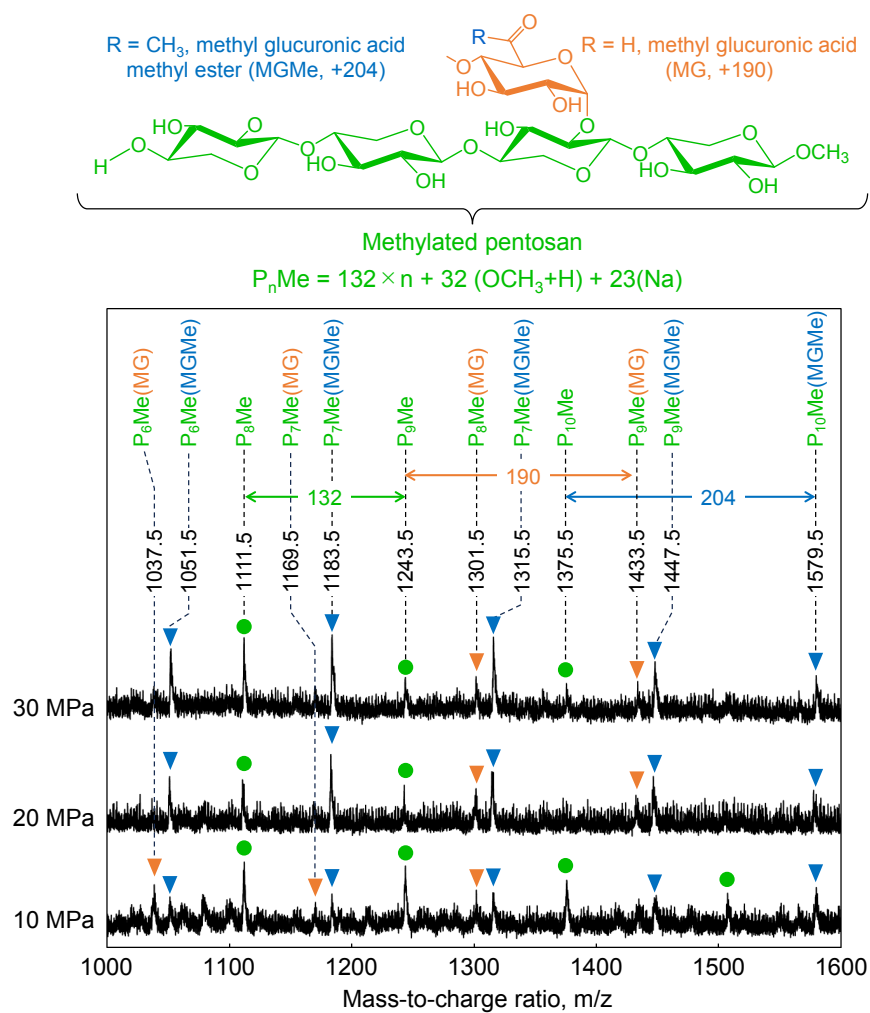 R = CH₃, methyl glucuronic acid
methyl ester (MGMe, +204)
R = H, methyl glucuronic acid
(MG, +190)
R
O
O
O
HO
HO
OH
O
H
O
HO
O
O
O
O
HO
OH
O
HO
O
O
O
O
HO
OH
OCH₃
Methylated pentosan
PₙMe = 132 × n + 32 (OCH₃+H) + 23(Na)
P₆Me(MG)
P₆Me(MGMe)
P₈Me
P₇Me(MG)
P₇Me(MGMe)
P₉Me
P₈Me(MG)
P₇Me(MGMe)
P₁₀Me
P₉Me(MG)
P₉Me(MGMe)
P₁₀Me(MGMe)
132
190
204
1037.5
1051.5
1111.5
1169.5
1183.5
1243.5
1301.5
1315.5
1375.5
1433.5
1447.5
1579.5
30 MPa
20 MPa
10 MPa
1000 1100 1200 1300 1400 1500 1600
Mass-to-charge ratio, m/z